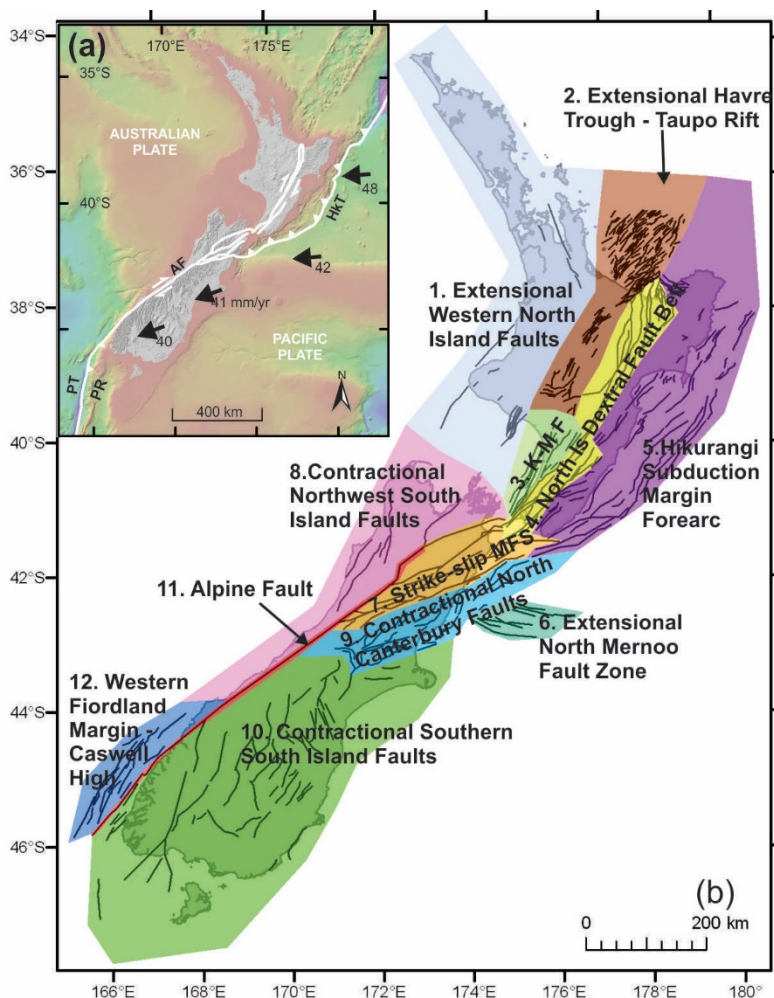 34°S
36°S
38°S
40°S
42°S
44°S
46°S
166°E
168°E
170°E
172°E
174°E
176°E
178°E
180°
(a)
170°E
175°E
35°S
40°S
45°S
AUSTRALIAN
PLATE
48
HkT
42
AF
41 mm/yr
40
PACIFIC
PLATE
PT
PR
N
400 km
2. Extensional Havre
Trough - Taupo Rift
1. Extensional
Western North
Island Faults
3. K-M-F
4. North Is Dextral Fault Belt
5.Hikurangi
Subduction
Margin
Forearc
8.Contractional
Northwest South
Island Faults
7. Strike-slip MFS
9. Contractional North
Canterbury Faults
11. Alpine Fault
6. Extensional
North Mernoo
Fault Zone
12. Western
Fiordland
Margin -
Caswell
High
10. Contractional Southern
South Island Faults
(b)
0
200 km